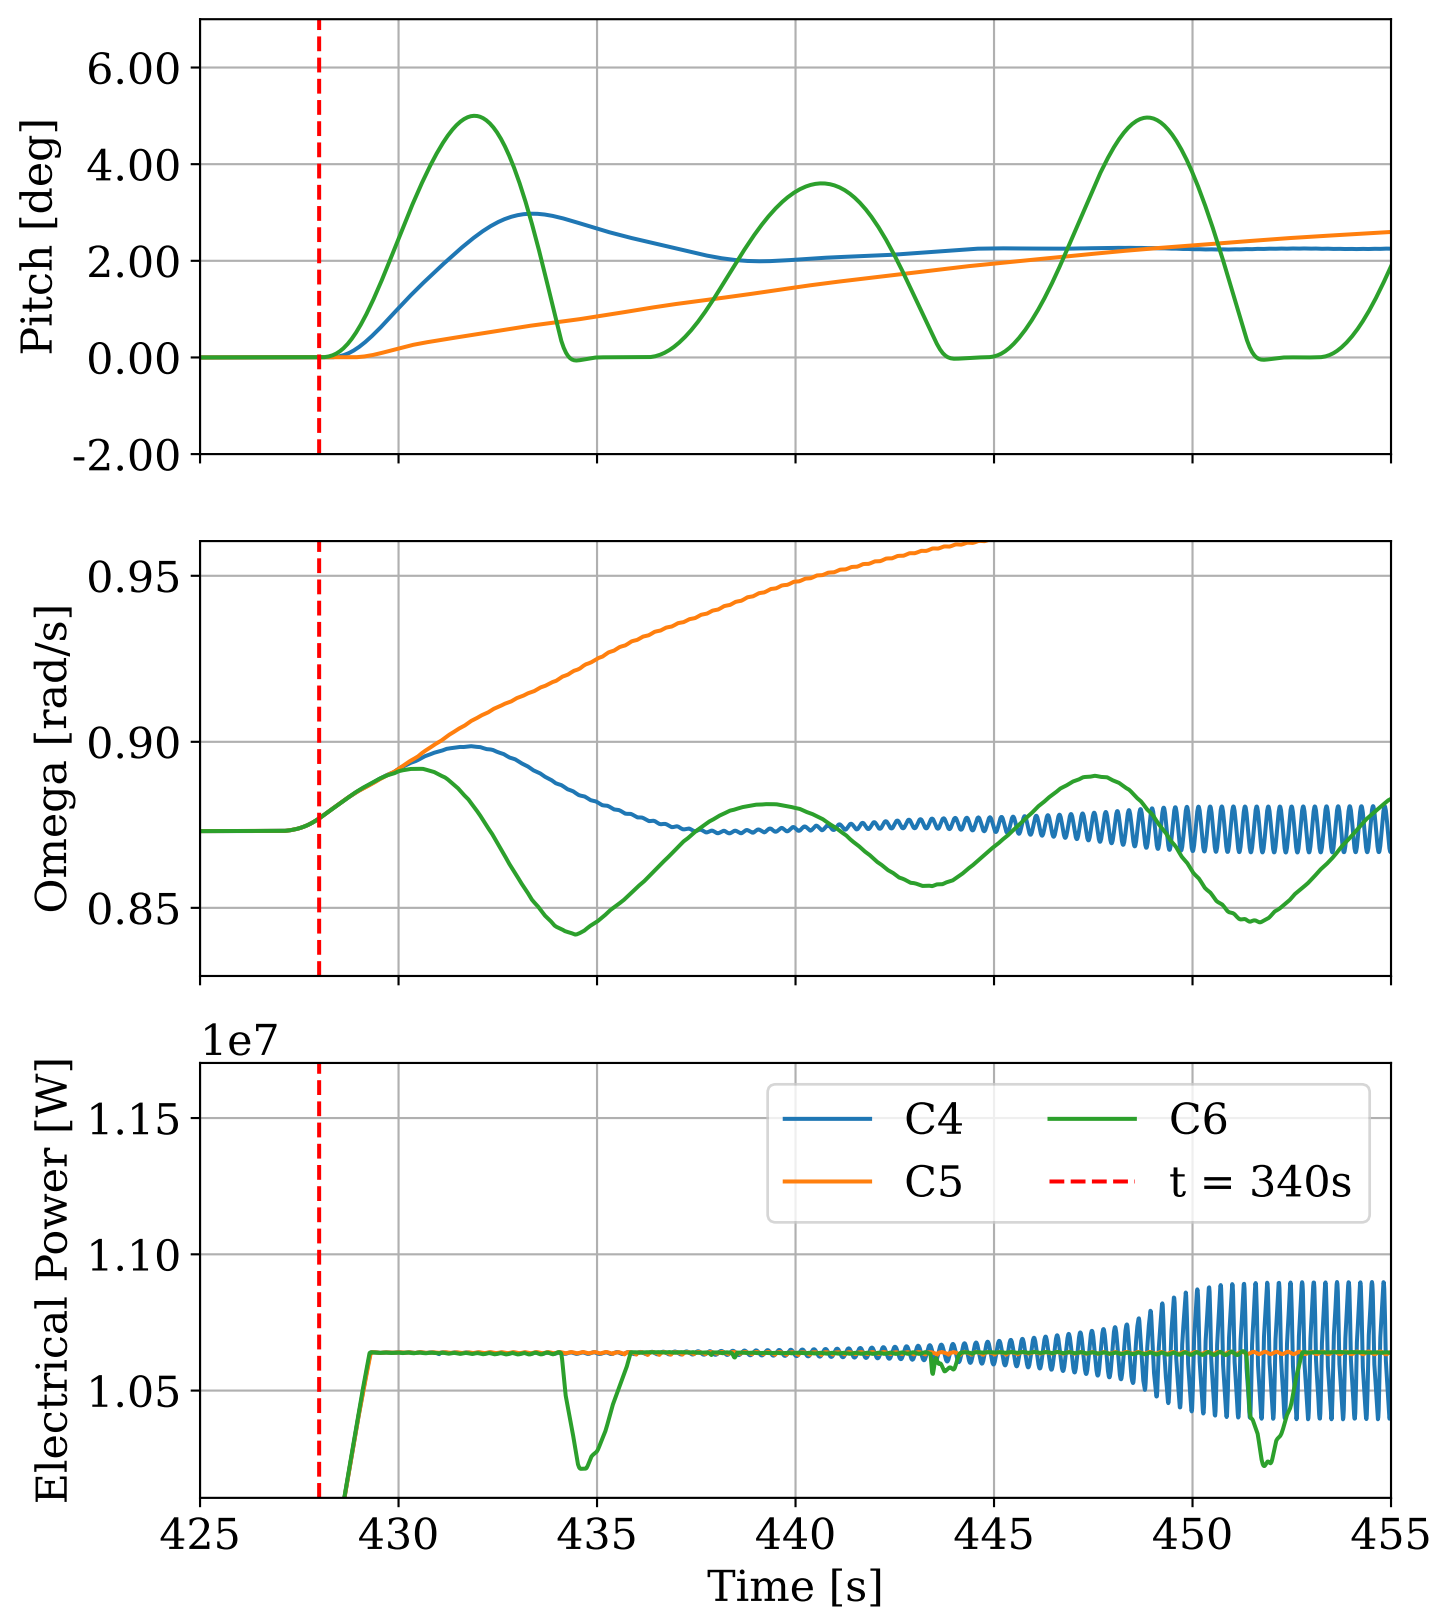 6.00
4.00
2.00
0.00
-2.00
Pitch [deg]
0.95
0.90
0.85
Omega [rad/s]
1e7
1.15
1.10
1.05
Electrical Power [W]
C4 C6
C5 t = 340s
425 430 435 440 445 450 455
Time [s]